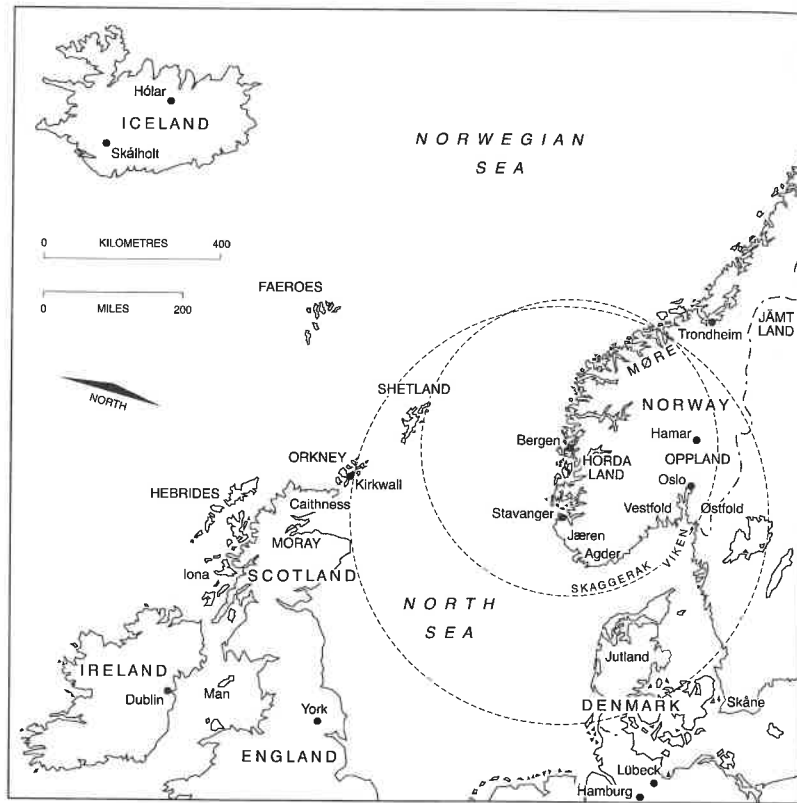 Hólar
ICELAND
Skálholt
NORWEGIAN
SEA
0 KILOMETRES 400
0 MILES 200
FAEROES
NORTH
SHETLAND
ORKNEY
Kirkwall
HEBRIDES
Caithness
MORAY
Iona
SCOTLAND
NORTH
SEA
IRELAND
Dublin
Man
York
ENGLAND
JÄMT
LAND
Trondheim
MØRE
NORWAY
Bergen
Hamar
HORDA
LAND
OPPLAND
Oslo
Stavanger
Vestfold
Østfold
Jæren
Agder
SKAGGERAK
VIKEN
Jutland
DENMARK
Skåne
Lübeck
Hamburg